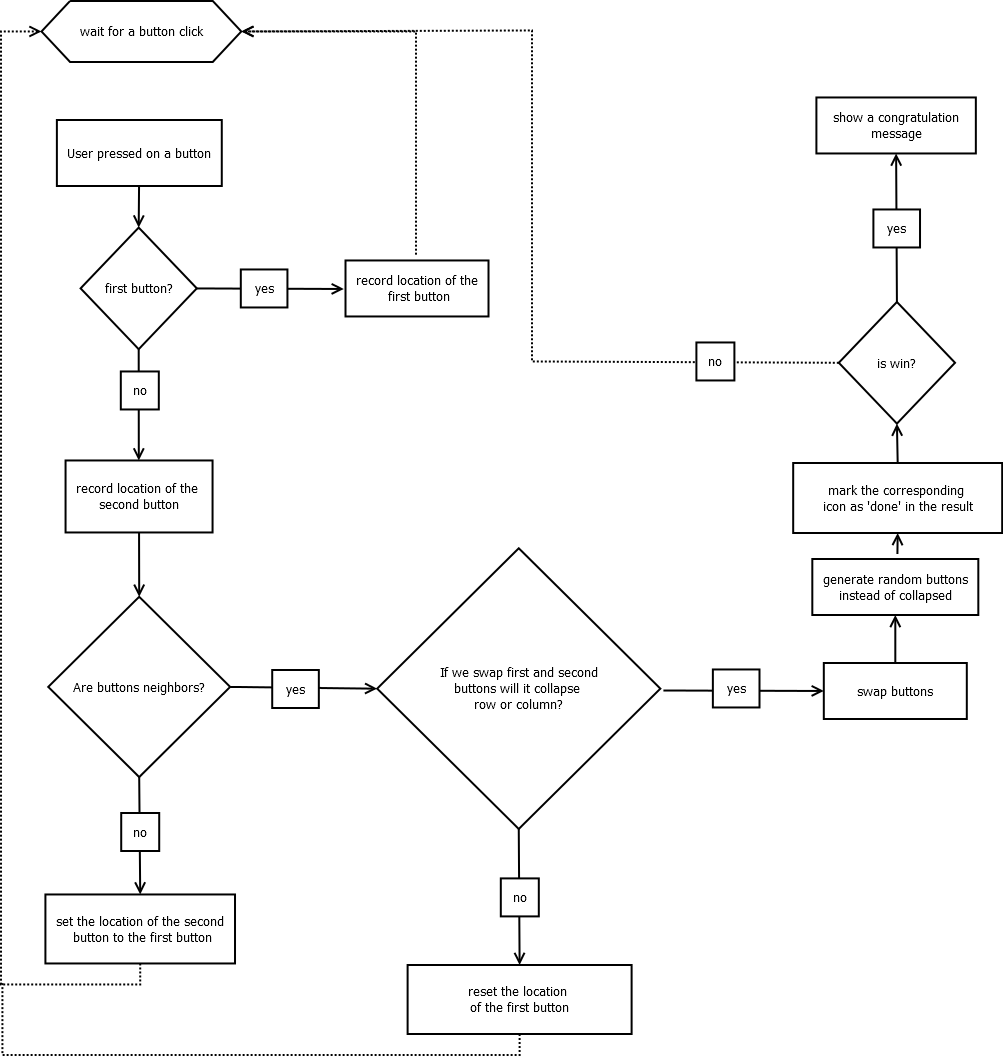 wait for a button click
show a congratulation
message
User pressed on a button
yes
first button?
yes
record location of the
first button
no
is win?
no
record location of the
second button
mark the corresponding
icon as 'done' in the result
generate random buttons
instead of collapsed
Are buttons neighbors?
yes
If we swap first and second
buttons will it collapse
row or column?
yes
swap buttons
no
set the location of the second
button to the first button
no
reset the location
of the first button